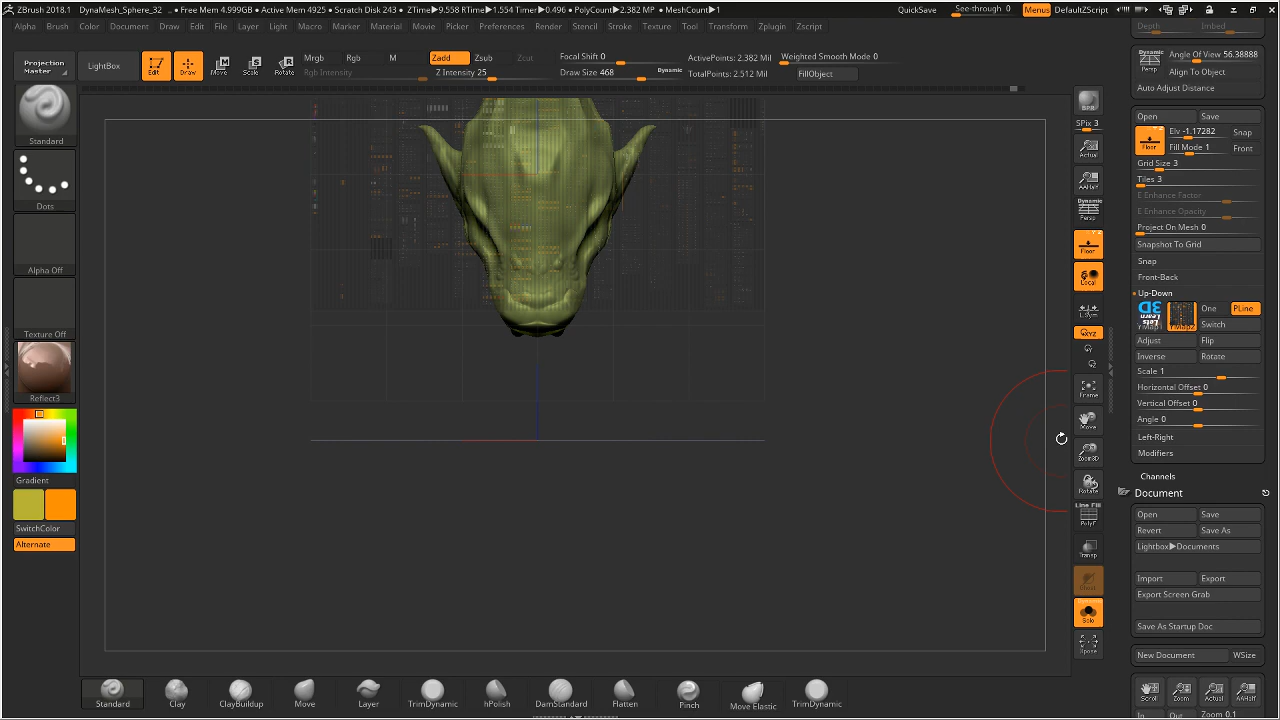 ZBrush 2018.1 DynaMesh_Sphere_32 .. • Free Mem 4.999GB • Active Mem 4925 • Scratch Disk 243 • ZTime▶9.558 RTime▶1.554 Timer▶0.496 • PolyCount▶2.382 MP • MeshCount▶1 QuickSave See-through 0 Menus DefaultZScript
Alpha Brush Color Document Draw Edit File Layer Light Macro Marker Material Movie Picker Preferences Render Stencil Stroke Texture Tool Transform Zplugin Zscript
Projection Master
LightBox
Edit
Draw
Move
Scale
Rotate
Mrgb Rgb M Zadd Zsub Zcut
Rgb Intensity Z Intensity 25
Focal Shift 0
Draw Size 468 Dynamic
ActivePoints: 2.382 Mil Weighted Smooth Mode 0
TotalPoints: 2.512 Mil FillObject
Standard
Dots
Alpha Off
Texture Off
Reflect3
Gradient
SwitchColor
Alternate
BPR
SPix 3
Actual
AAHalf
Dynamic
Persp
Floor
Local
L.Sym
XYZ
Frame
Move
Zoom3D
Rotate
Line Fill
PolyF
Transp
Ghost
Solo
Xpose
Depth Imbed
Dynamic
Persp
Angle Of View 56.38888
Align To Object
Auto Adjust Distance
Open Save
Floor
Elv -1.17282 Snap
Fill Mode 1 Front
Grid Size 3
Tiles 3
E Enhance Factor
E Enhance Opacity
Project On Mesh 0
Snapshot To Grid
Snap
Front-Back
Up-Down
One PLine
Switch
Adjust Flip
Inverse Rotate
Scale 1
Horizontal Offset 0
Vertical Offset 0
Angle 0
Left-Right
Modifiers
Channels
Document
Open Save
Revert Save As
Lightbox▶Documents
Import Export
Export Screen Grab
Save As Startup Doc
New Document WSize
Scroll Zoom Actual AAHalf
In Out Zoom 0.1
Standard Clay ClayBuildup Move Layer TrimDynamic hPolish DamStandard Flatten Pinch Move Elastic TrimDynamic